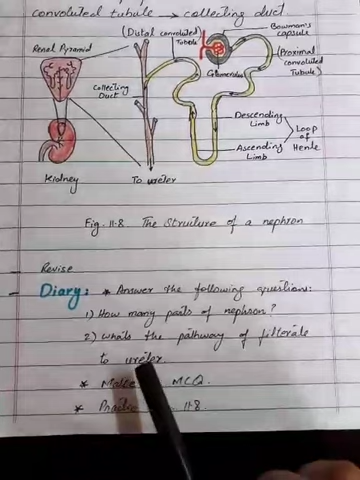 convoluted tubule → collecting duct
(Distal convoluted Tubule)
Bowman's capsule
Renal Pyramid
(Proximal convoluted Tubule)
Glomerulus
Collecting Duct
Descending Limb
Loop of Henle
Ascending Limb
Kidney
To ureter
Fig. 11.8 The Structure of a nephron
Revise
Diary: * Answer the following questions:
1) How many parts of nephron?
2) Whats the pathway of filterate
to ureter.
* MCQ.
* 11.8.